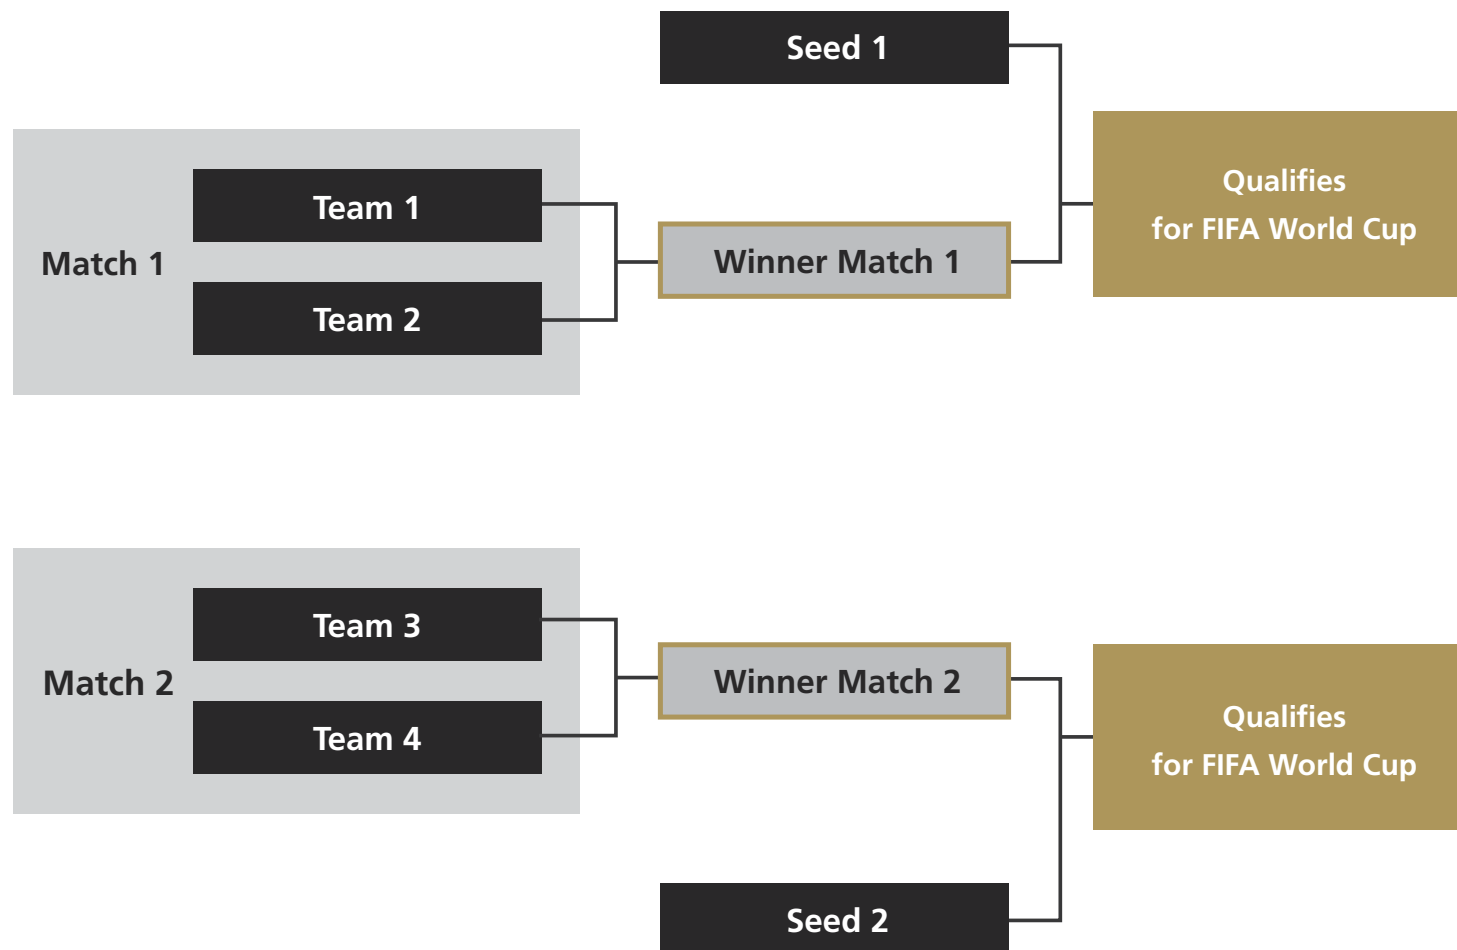 Seed 1
Match 1
Team 1
Team 2
Winner Match 1
Qualifies
for FIFA World Cup
Match 2
Team 3
Team 4
Winner Match 2
Qualifies
for FIFA World Cup
Seed 2